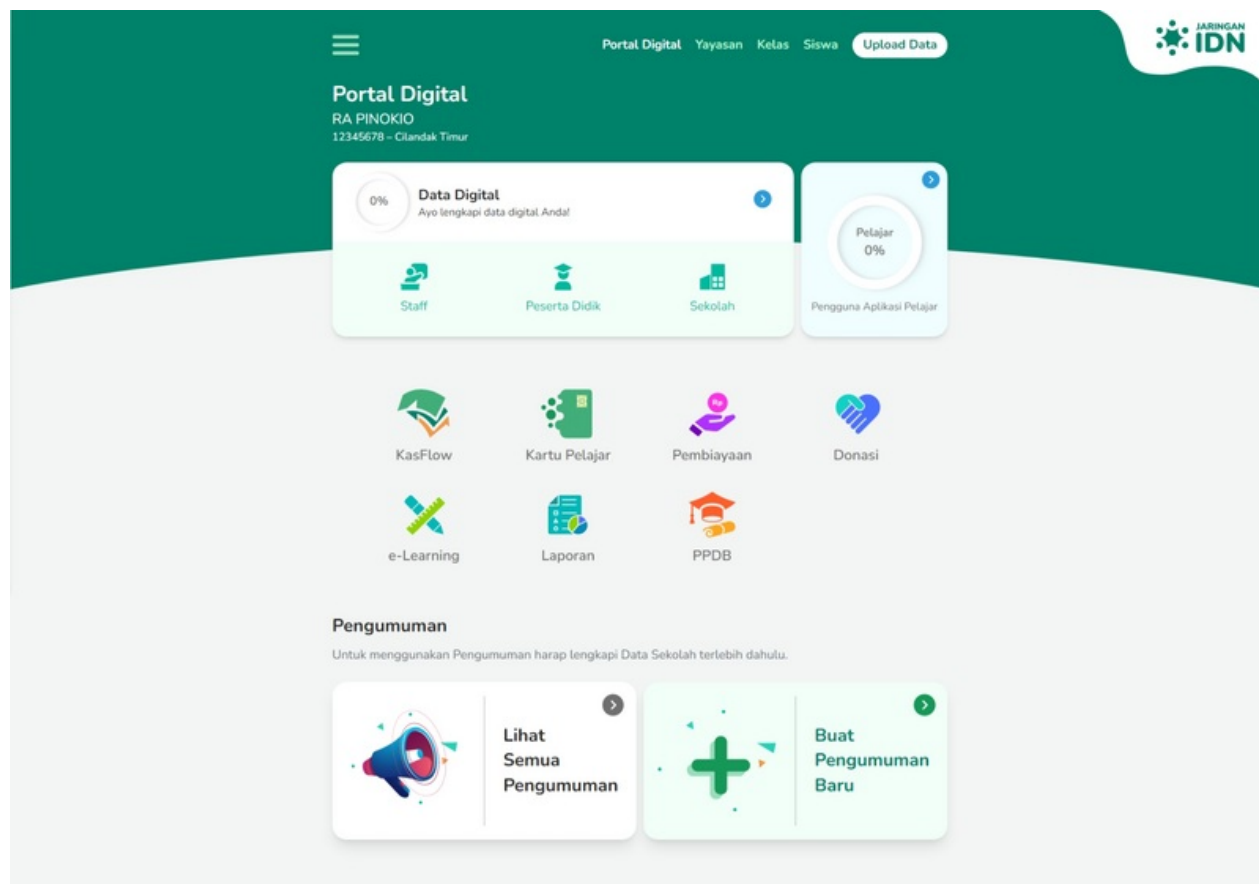 Portal Digital Yayasan Kelas Siswa Upload Data
JARINGAN
IDN
Portal Digital
RA PINOKIO
12345678 – Cilandak Timur
0%
Data Digital
Ayo lengkapi data digital Anda!
Staff
Peserta Didik
Sekolah
Pelajar
0%
Pengguna Aplikasi Pelajar
KasFlow
Kartu Pelajar
Pembiayaan
Rp
Donasi
e-Learning
Laporan
PPDB
Pengumuman
Untuk menggunakan Pengumuman harap lengkapi Data Sekolah terlebih dahulu.
Lihat
Semua
Pengumuman
Buat
Pengumuman
Baru